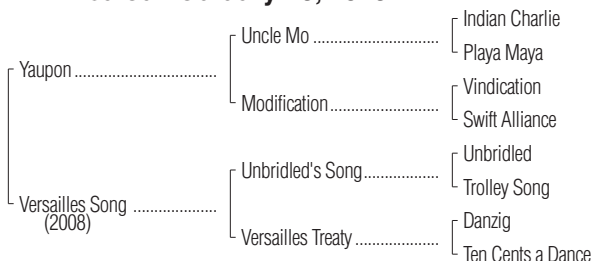 Indian Charlie
Uncle Mo
Playa Maya
Yaupon
Vindication
Modification
Swift Alliance
Unbridled
Unbridled's Song
Trolley Song
Versailles Song
(2008)
Danzig
Versailles Treaty
Ten Cents a Dance